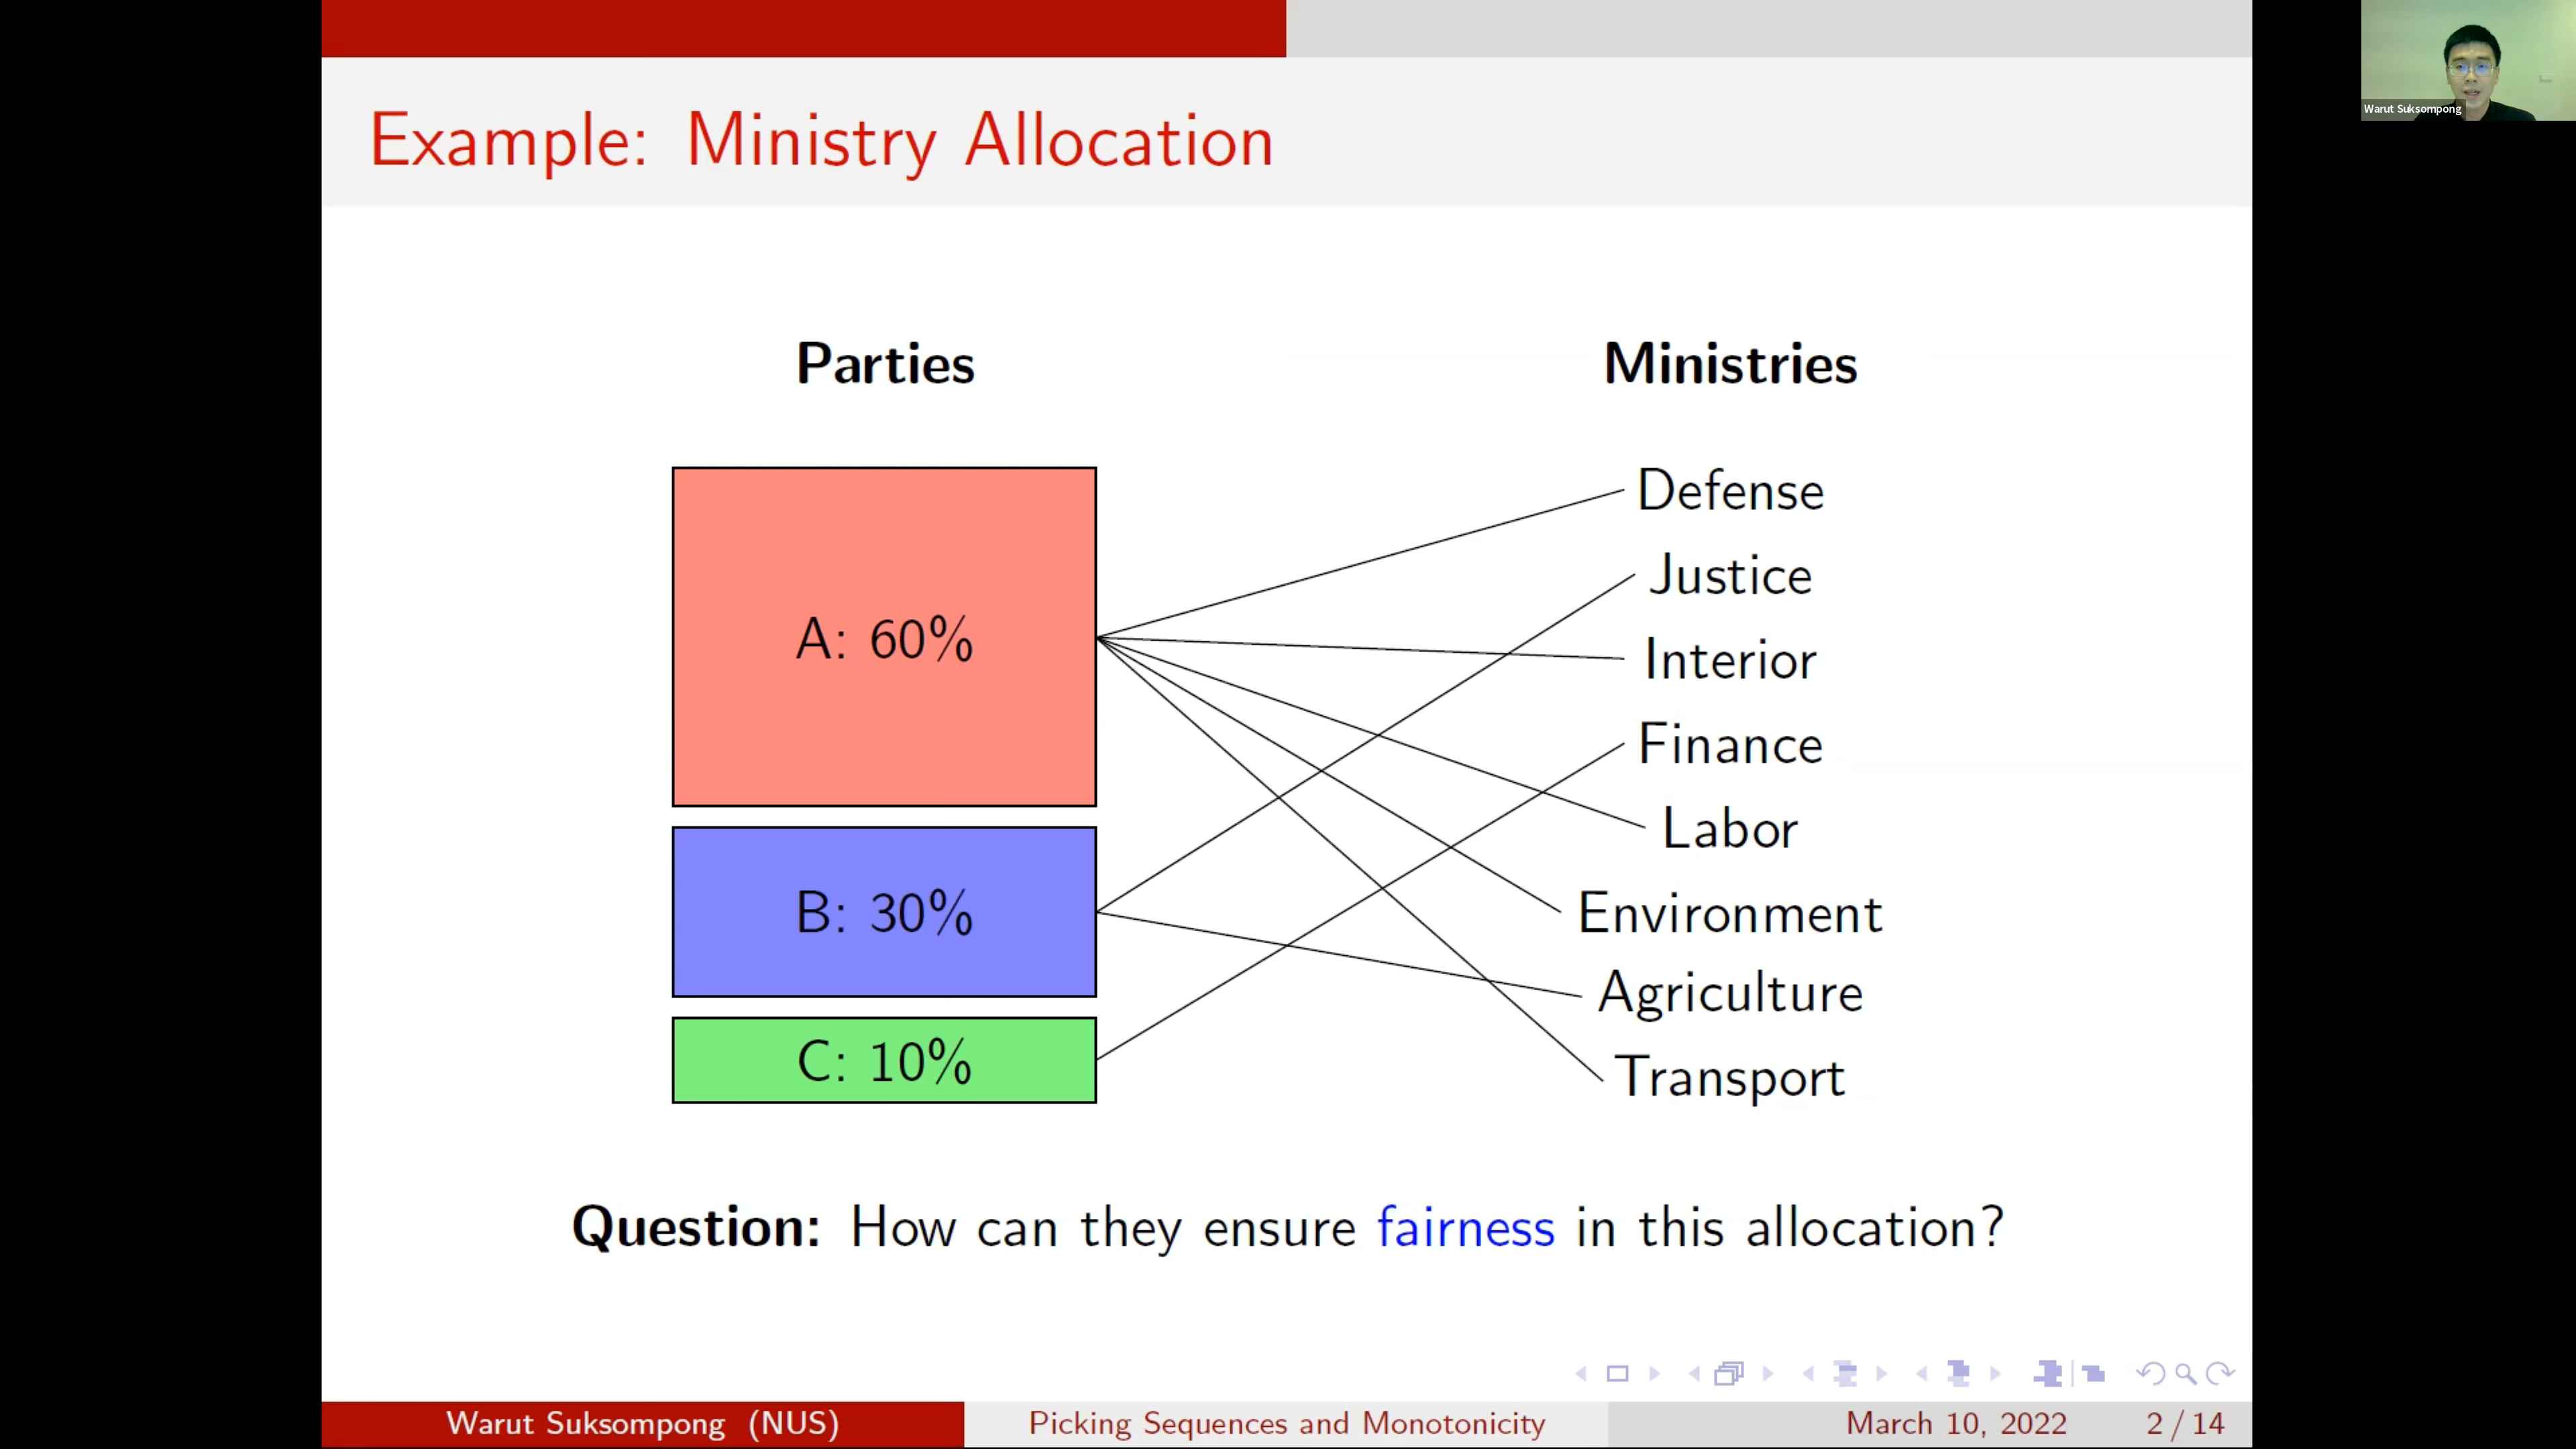 Warut Suksompong
Example: Ministry Allocation
Parties
Ministries
A: 60%
B: 30%
C: 10%
Defense
Justice
Interior
Finance
Labor
Environment
Agriculture
Transport
Question: How can they ensure fairness in this allocation?
Warut Suksompong (NUS)
Picking Sequences and Monotonicity
March 10, 2022
2 / 14